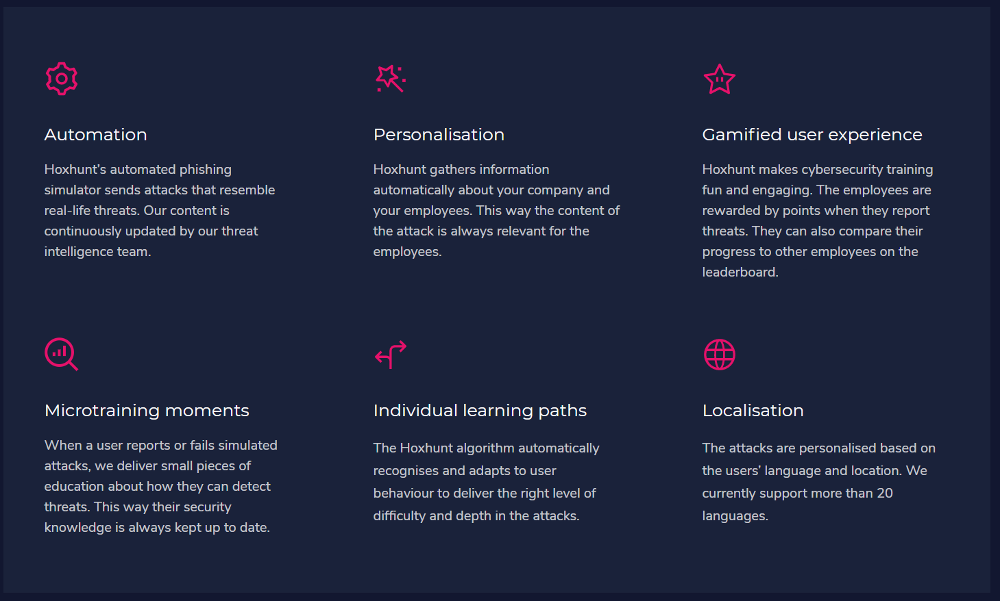 Automation
Hoxhunt’s automated phishing
simulator sends attacks that resemble
real-life threats. Our content is
continuously updated by our threat
intelligence team.
Personalisation
Hoxhunt gathers information
automatically about your company and
your employees. This way the content of
the attack is always relevant for the
employees.
Gamified user experience
Hoxhunt makes cybersecurity training
fun and engaging. The employees are
rewarded by points when they report
threats. They can also compare their
progress to other employees on the
leaderboard.
Microtraining moments
When a user reports or fails simulated
attacks, we deliver small pieces of
education about how they can detect
threats. This way their security
knowledge is always kept up to date.
Individual learning paths
The Hoxhunt algorithm automatically
recognises and adapts to user
behaviour to deliver the right level of
difficulty and depth in the attacks.
Localisation
The attacks are personalised based on
the users’ language and location. We
currently support more than 20
languages.